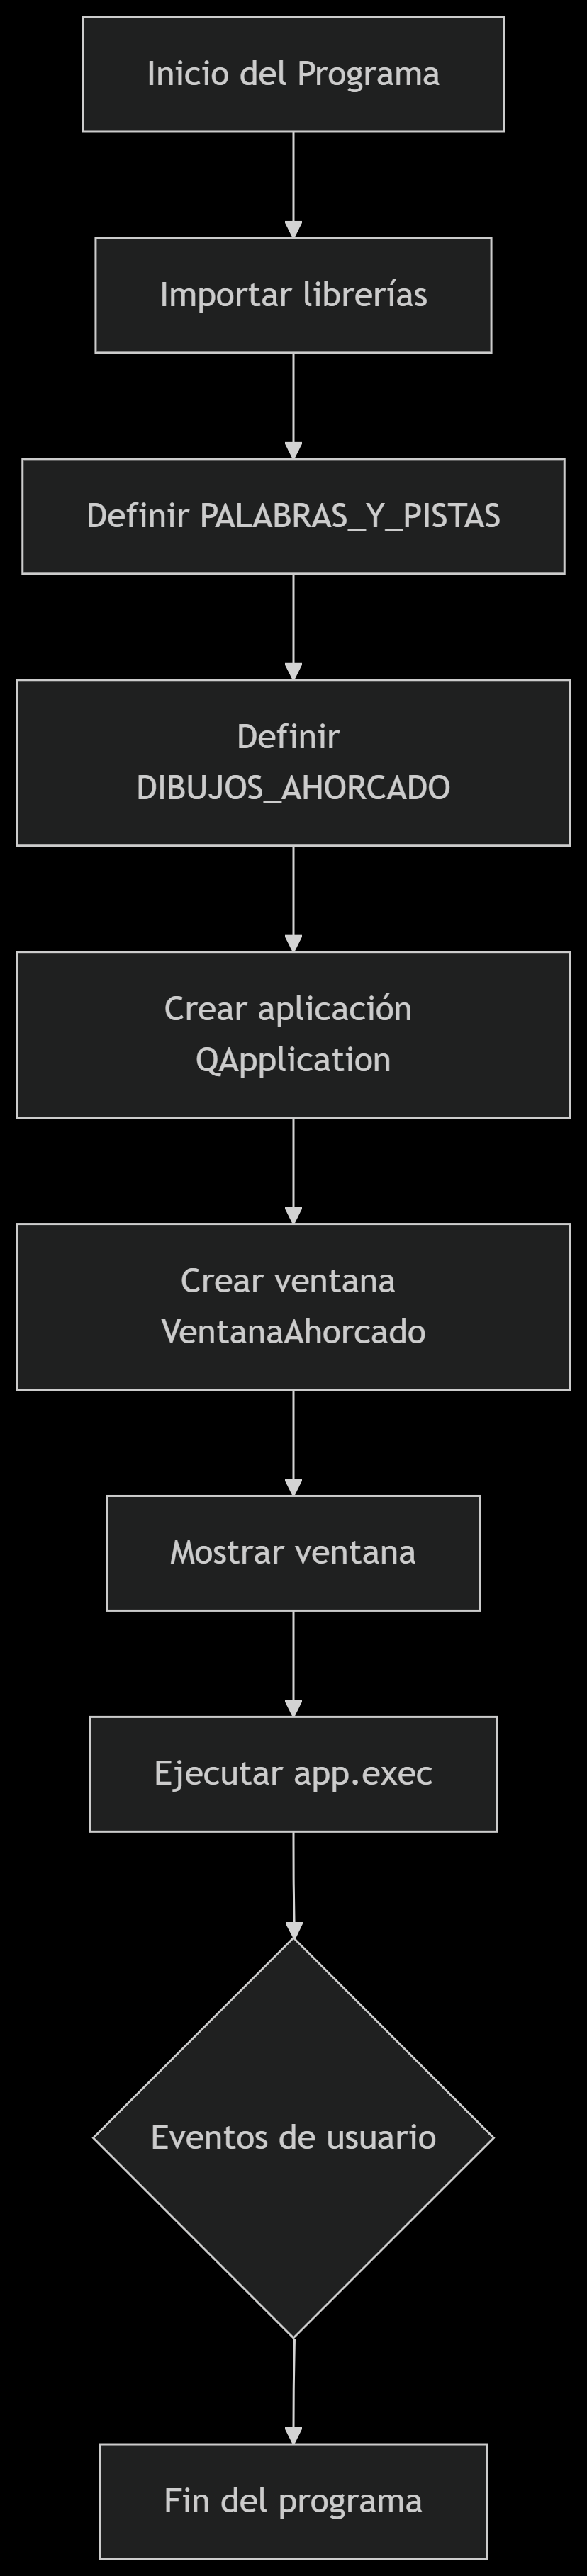 Inicio del Programa
Importar librerías
Definir PALABRAS_Y_PISTAS
Definir
DIBUJOS_AHORCADO
Crear aplicación
QApplication
Crear ventana
VentanaAhorcado
Mostrar ventana
Ejecutar app.exec
Eventos de usuario
Fin del programa